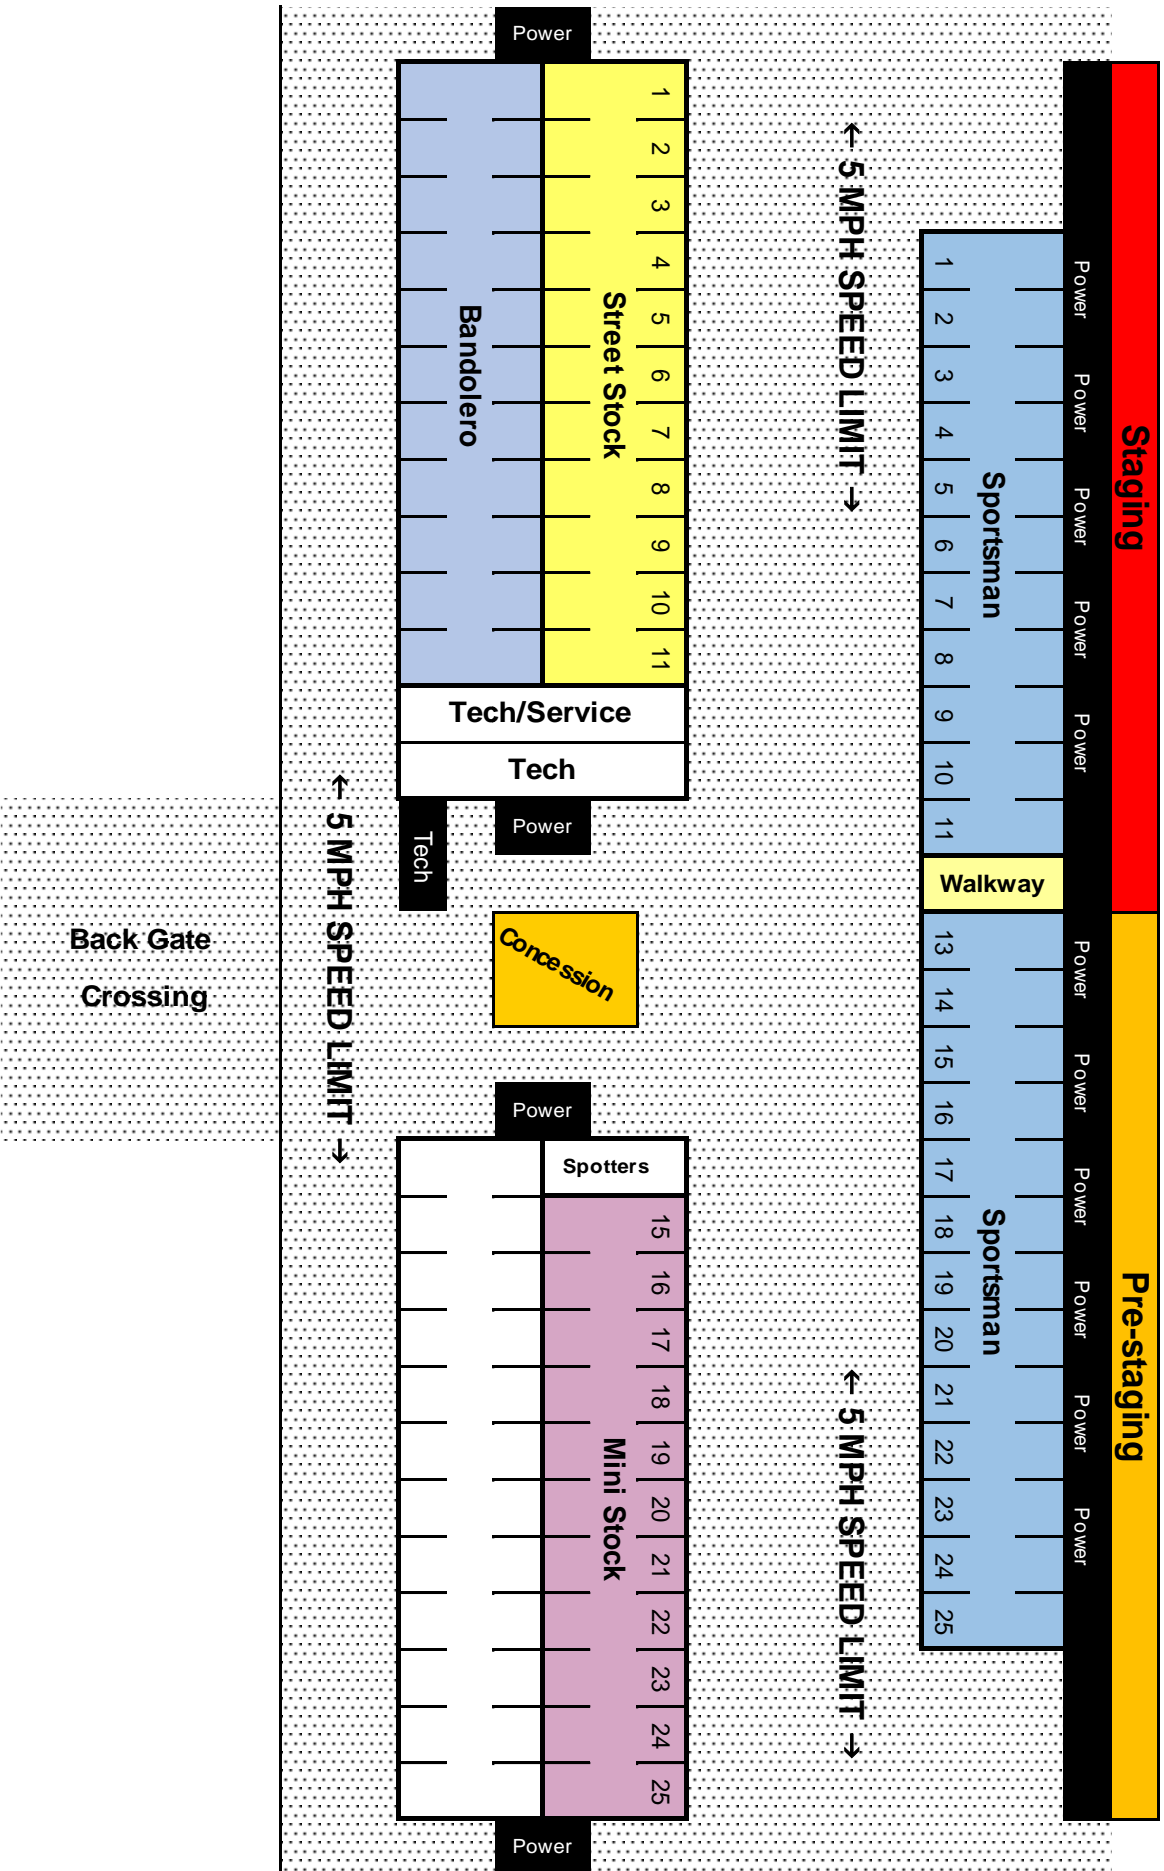 Power
1
2
3
4
5
6
7
8
9
10
11
Street Stock
Bandolero
Tech/Service
Tech
Tech
Power
← 5 MPH SPEED LIMIT →
Back Gate
Crossing
Concession
Power
Spotters
15
16
17
18
19
20
21
22
23
24
25
Mini Stock
Power
← 5 MPH SPEED LIMIT →
← 5 MPH SPEED LIMIT →
1
2
3
4
5
6
7
8
9
10
11
Sportsman
Walkway
13
14
15
16
17
18
19
20
21
22
23
24
25
Sportsman
Power
Power
Power
Power
Power
Power
Power
Power
Power
Power
Power
Staging
Pre-staging